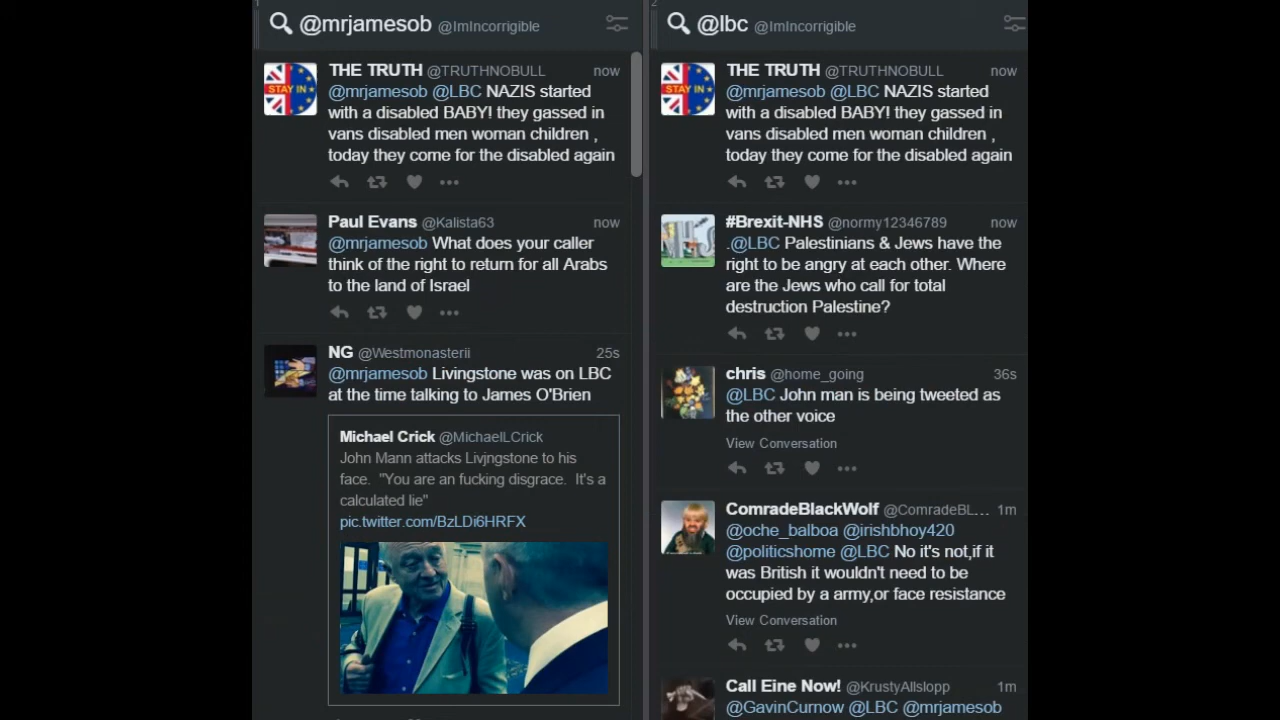 1
@mrjamesob @ImIncorrigible
THE TRUTH @TRUTHNOBULL now
STAY IN
@mrjamesob @LBC NAZIS started
with a disabled BABY! they gassed in
vans disabled men woman children ,
today they come for the disabled again
Paul Evans @Kalista63 now
@mrjamesob What does your caller
think of the right to return for all Arabs
to the land of Israel
NG @Westmonasterii 25s
@mrjamesob Livingstone was on LBC
at the time talking to James O'Brien
Michael Crick @MichaelLCrick
John Mann attacks Livjngstone to his
face. "You are an fucking disgrace. It's a
calculated lie"
pic.twitter.com/BzLDi6HRFX
2
@lbc @ImIncorrigible
THE TRUTH @TRUTHNOBULL now
STAY IN
@mrjamesob @LBC NAZIS started
with a disabled BABY! they gassed in
vans disabled men woman children ,
today they come for the disabled again
#Brexit-NHS @normy12346789 now
.@LBC Palestinians & Jews have the
right to be angry at each other. Where
are the Jews who call for total
destruction Palestine?
chris @home_going 36s
@LBC John man is being tweeted as
the other voice
View Conversation
ComradeBlackWolf @ComradeBL... 1m
@oche_balboa @irishbhoy420
@politicshome @LBC No it's not,if it
was British it wouldn't need to be
occupied by a army,or face resistance
View Conversation
Call Eine Now! @KrustyAllslopp 1m
@GavinCurnow @LBC @mrjamesob